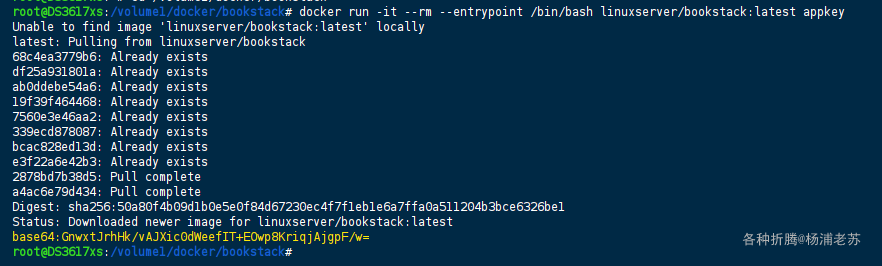 root@DS3617xs:/volume1/docker/bookstack# docker run -it --rm --entrypoint /bin/bash linuxserver/bookstack:latest appkey
Unable to find image 'linuxserver/bookstack:latest' locally
latest: Pulling from linuxserver/bookstack
68c4ea3779b6: Already exists
df25a931801a: Already exists
ab0ddebe54a6: Already exists
19f39f464468: Already exists
7560e3e46aa2: Already exists
339ecd878087: Already exists
bcac828ed13d: Already exists
e3f22a6e42b3: Already exists
2878bd7b38d5: Pull complete
a4ac6e79d434: Pull complete
Digest: sha256:50a80f4b09d1b0e5e0f84d67230ec4f7f1eb1e6a7ffa0a511204b3bce6326be1
Status: Downloaded newer image for linuxserver/bookstack:latest
base64:GnwxtJrhHk/vAJXic0dWeefIT+EOwp8KriqjAjgpF/w=
root@DS3617xs:/volume1/docker/bookstack#
各种折腾@杨浦老苏